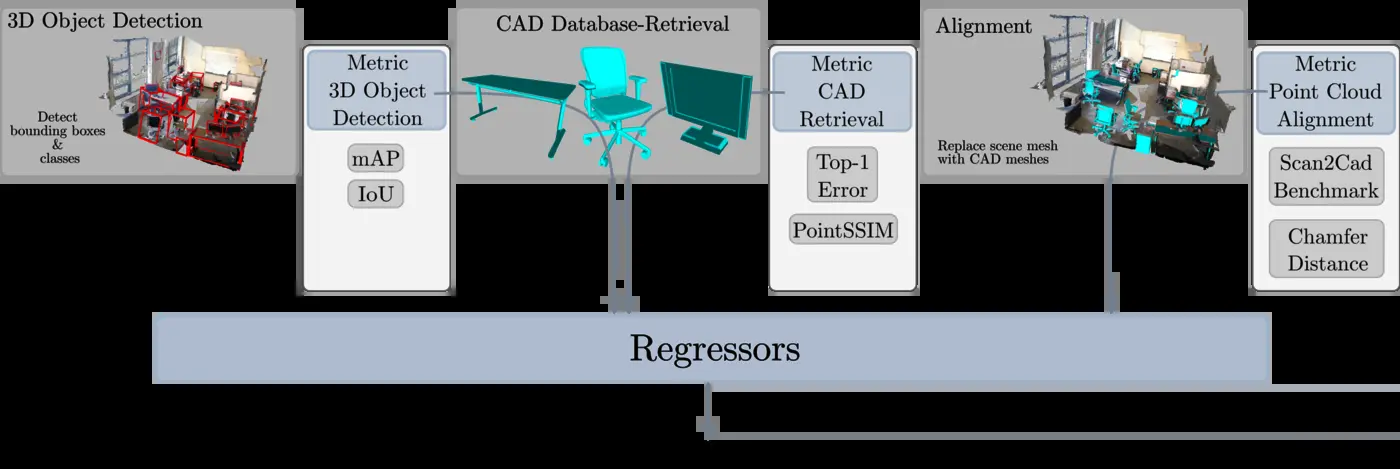 3D Object Detection
Detect
bounding boxes
&
classes
Metric
3D Object
Detection
mAP
IoU
CAD Database-Retrieval
Metric
CAD
Retrieval
Top-1
Error
PointSSIM
Alignment
Replace scene mesh
with CAD meshes
Metric
Point Cloud
Alignment
Scan2Cad
Benchmark
Chamfer
Distance
Regressors